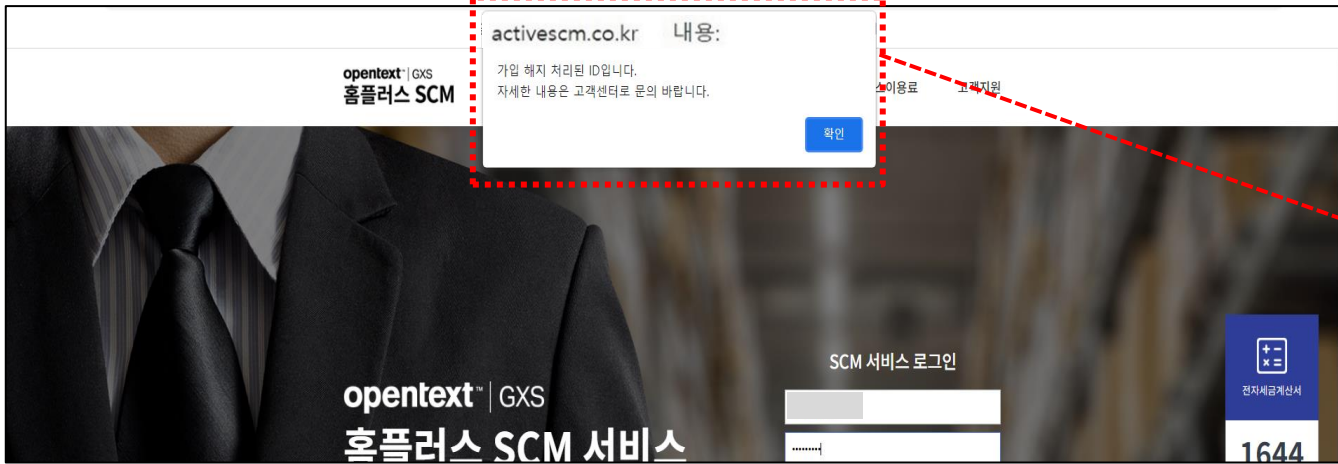 activescm.co.kr 내용:
가입 해지 처리된 ID입니다.
자세한 내용은 고객센터로 문의 바랍니다.
확인
opentext™ | GXS
홈플러스 SCM
이용료
고객지원
SCM 서비스 로그인
opentext™ | GXS
홈플러스 SCM 서비스
전자세금계산서
1644